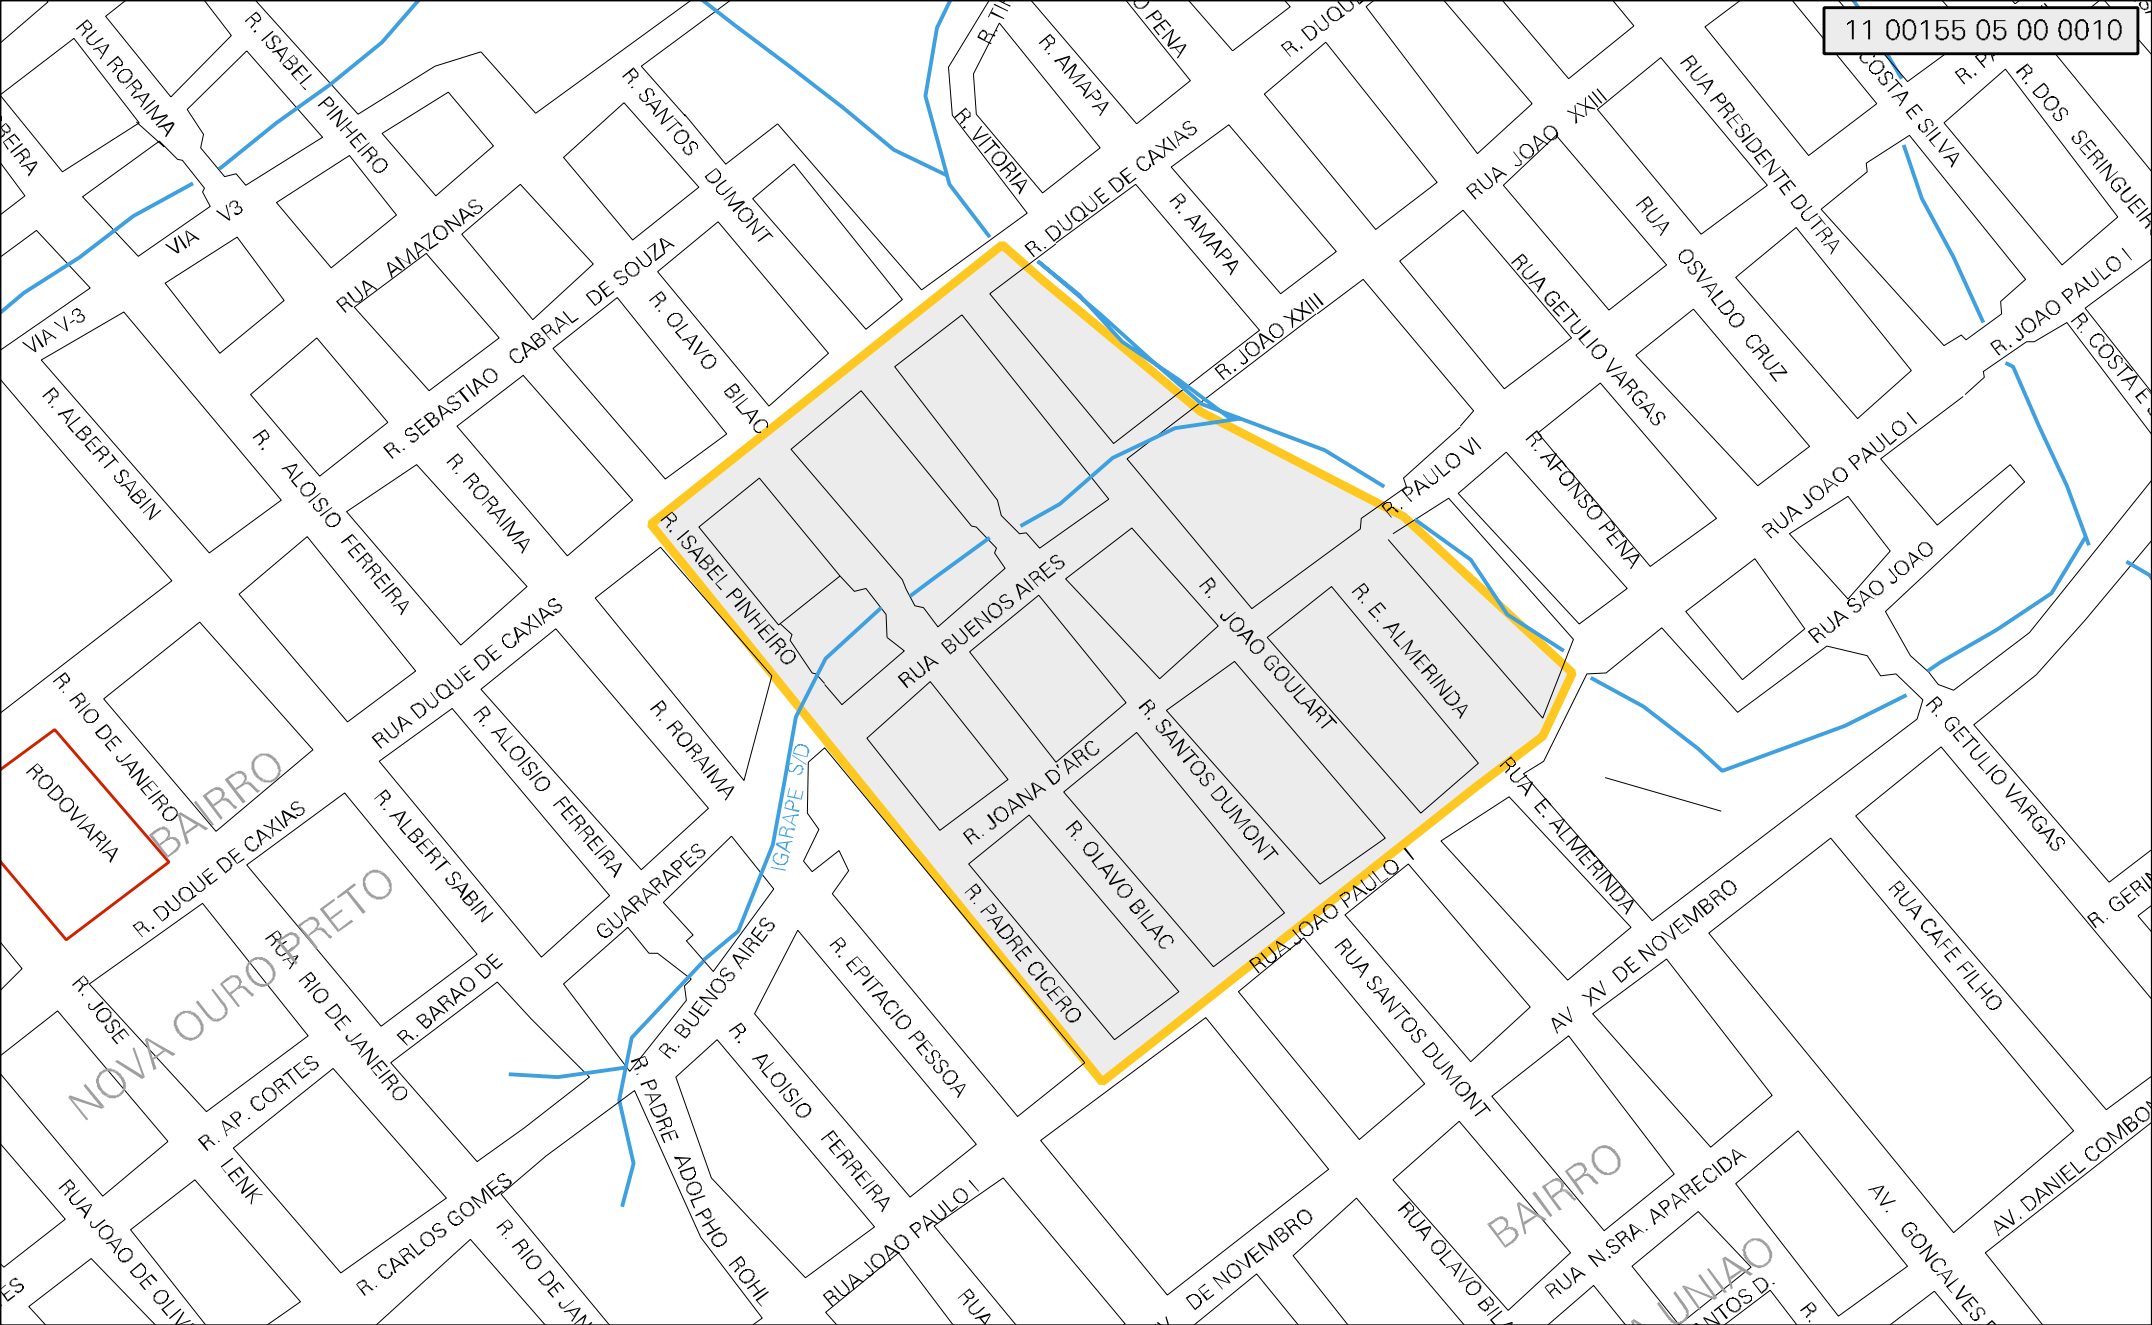 11 00155 05 00 0010
RUA RORAIMA
R. ISABEL PINHEIRO
R. SANTOS DUMONT
R. VITORIA
R. AMAPA
O PENA
RUA JOAO XXIII
RUA PRESIDENTE DUTRA
COSTA E SILVA
R. DOS
VIA V3
RUA AMAZONAS
R. SEBASTIAO CABRAL DE SOUZA
R. DUQUE DE CAXIAS
R. AMAPA
RUA OSVALDO CRUZ
R. JOAO PAULO I
VIA V-3
R. OLAVO BILAC
R. JOAO XXIII
RUA GETULIO VARGAS
R. ALBERT SABIN
R. ALOISIO FERREIRA
R. RORAIMA
R. PAULO VI
R. AFONSO PENA
RUA JOAO PAULO I
R. ISABEL PINHEIRO
RUA BUENOS AIRES
R. JOAO GOULART
R. E. ALMERINDA
RUA SAO JOAO
RUA DUQUE DE CAXIAS
R. RIO DE JANEIRO
R. ALOISIO FERREIRA
R. RORAIMA
R. SANTOS DUMONT
R. GETULIO VARGAS
RODOVIARIA
BAIRRO
NOVA OURO PRETO
IGARAPE S/D
R. JOANA D'ARC
R. OLAVO BILAC
RUA E. ALMERINDA
R. DUQUE DE CAXIAS
R. ALBERT SABIN
GUARARAPES
R. BARAO DE
R. PADRE CICERO
RUA JOAO PAULO I
RUA SANTOS DUMONT
AV XV DE NOVEMBRO
RUA CAFE FILHO
R. JOSE
LENK
RUA RIO DE JANEIRO
R. BUENOS AIRES
R. EPITACIO PESSOA
R. ALOISIO FERREIRA
R. AP. CORTES
R. PADRE ADOLPHO ROHL
R. CARLOS GOMES
RUA JOAO PAULO I
DE NOVEMBRO
BAIRRO
UNIAO
RUA N.SRA. APARECIDA
RUA